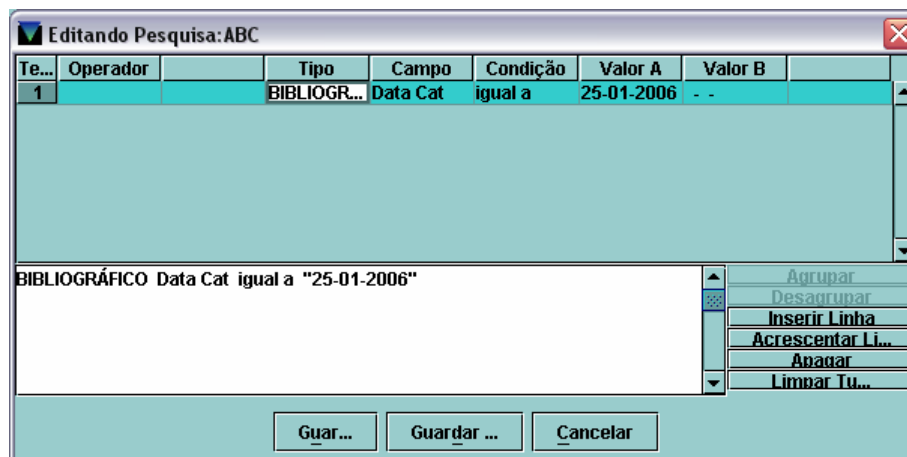 Editando Pesquisa:ABC
Te... Operador Tipo Campo Condição Valor A Valor B
1 BIBLIOGR... Data Cat igual a 25-01-2006 - -
BIBLIOGRÁFICO Data Cat igual a "25-01-2006"
Agrupar
Desagrupar
Inserir Linha
Acrescentar Li...
Apagar
Limpar Tu...
Guar... Guardar ... Cancelar